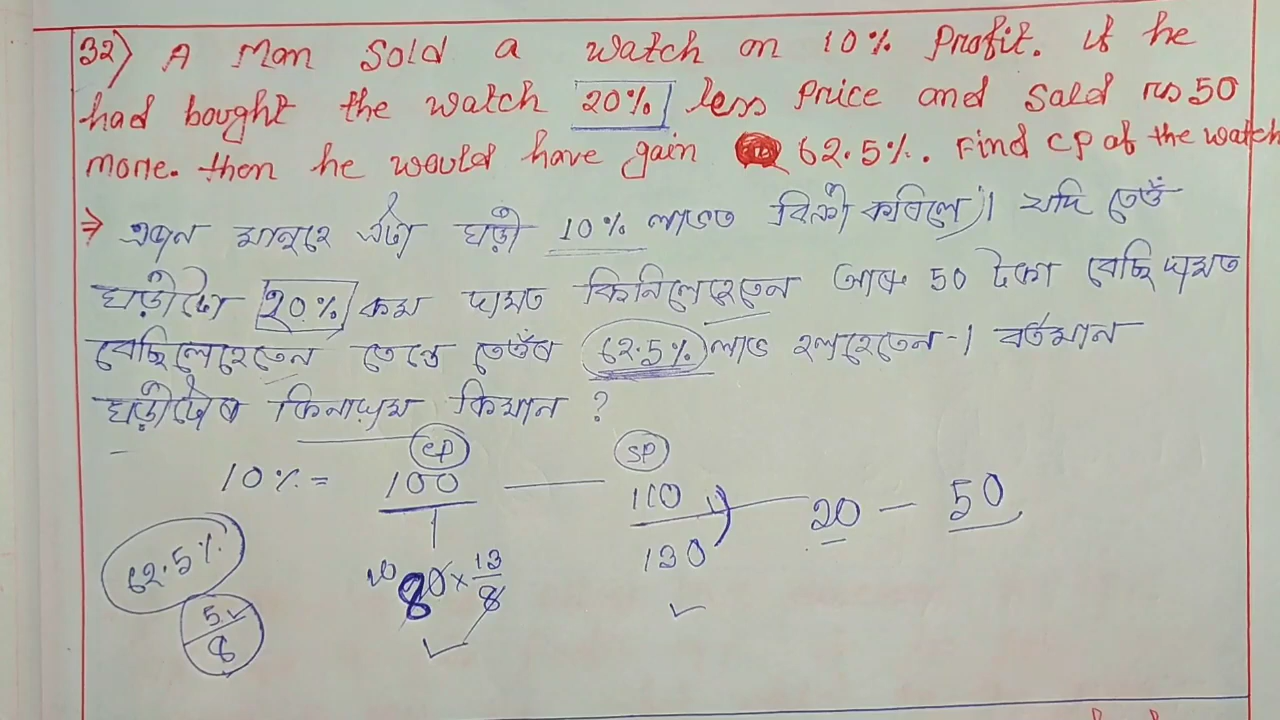 32) A Man Sold a watch on 10% Profit. if he
had bought the watch 20% less Price and Sold rs 50
more. then he would have gain 62.5%. Find CP of the watch
⇒ এজন মানুহে এটা ঘড়ী 10% লাভত বিক্ৰী কৰিলে। যদি তেওঁ
ঘড়ীটো 20% কম দামত কিনিলেহেতেন আৰু 50 টকা বেছি দামত
বেছিলেহেতেন তেন্তে তেওঁৰ 62.5% লাভ হলহেতেন। বৰ্তমান
ঘড়ীটোৰ কিনাদাম কিমান ?
CP SP
10% = 100 — 110 — 20 — 50
62.5% 80 × 13/8 130
5/8